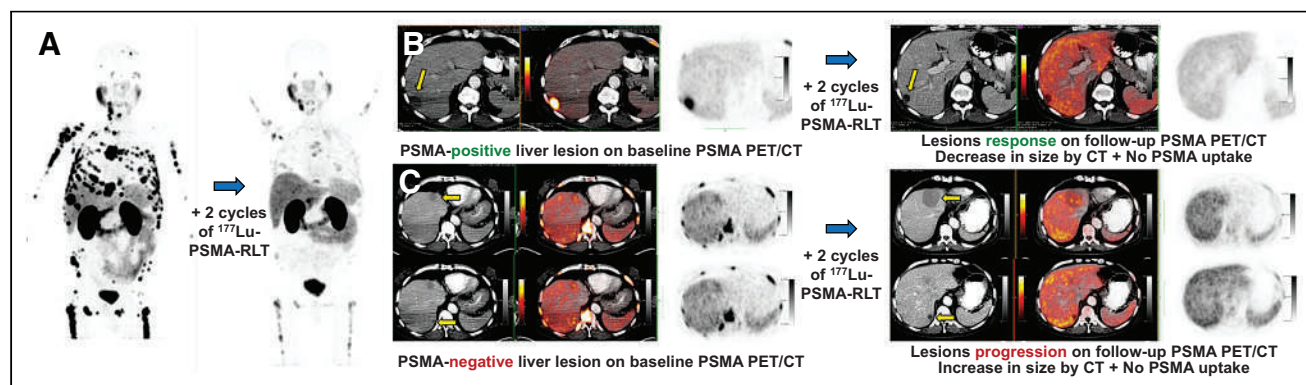 A
+ 2 cycles
of ¹⁷⁷Lu-
PSMA-RLT
B
PSMA-positive liver lesion on baseline PSMA PET/CT
+ 2 cycles
of ¹⁷⁷Lu-
PSMA-RLT
Lesions response on follow-up PSMA PET/CT
Decrease in size by CT + No PSMA uptake
C
PSMA-negative liver lesion on baseline PSMA PET/CT
+ 2 cycles
of ¹⁷⁷Lu-
PSMA-RLT
Lesions progression on follow-up PSMA PET/CT
Increase in size by CT + No PSMA uptake